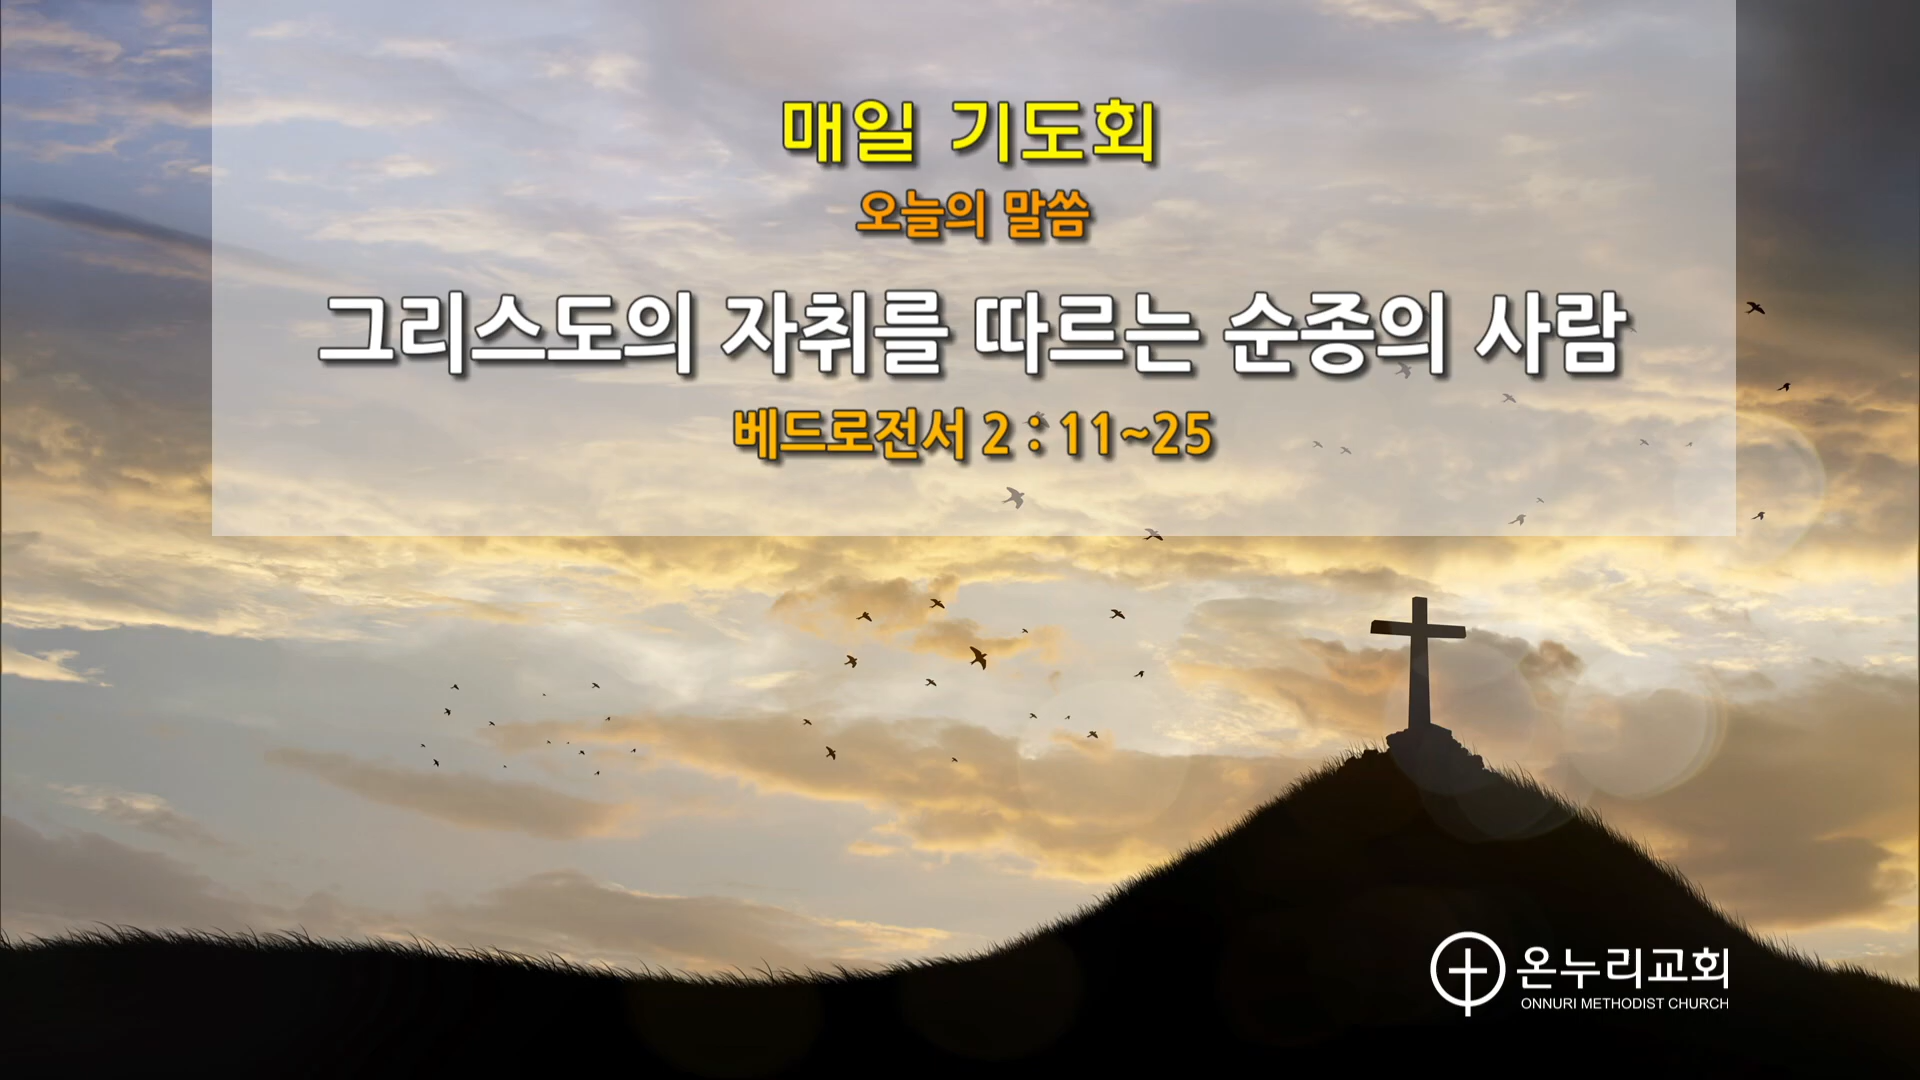 매일 기도회
오늘의 말씀
그리스도의 자취를 따르는 순종의 사람
베드로전서 2 : 11~25
온누리교회
ONNURI METHODIST CHURCH